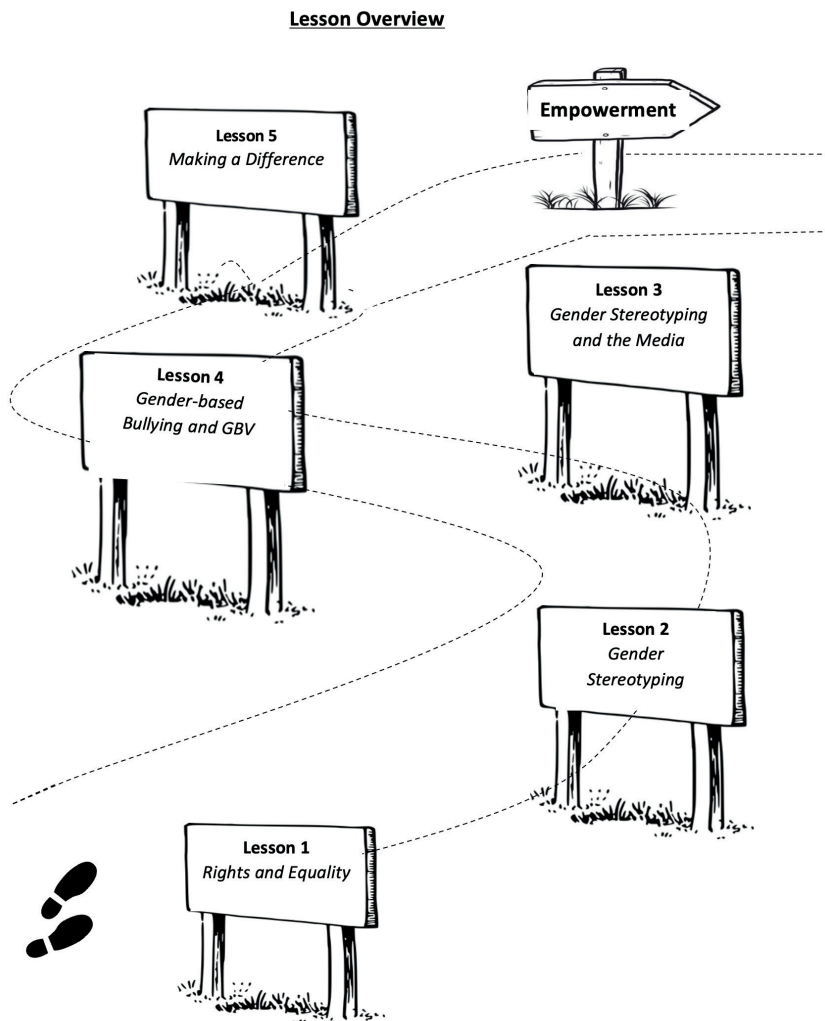 Lesson Overview
Empowerment
Lesson 5
Making a Difference
Lesson 3
Gender Stereotyping
and the Media
Lesson 4
Gender-based
Bullying and GBV
Lesson 2
Gender
Stereotyping
Lesson 1
Rights and Equality